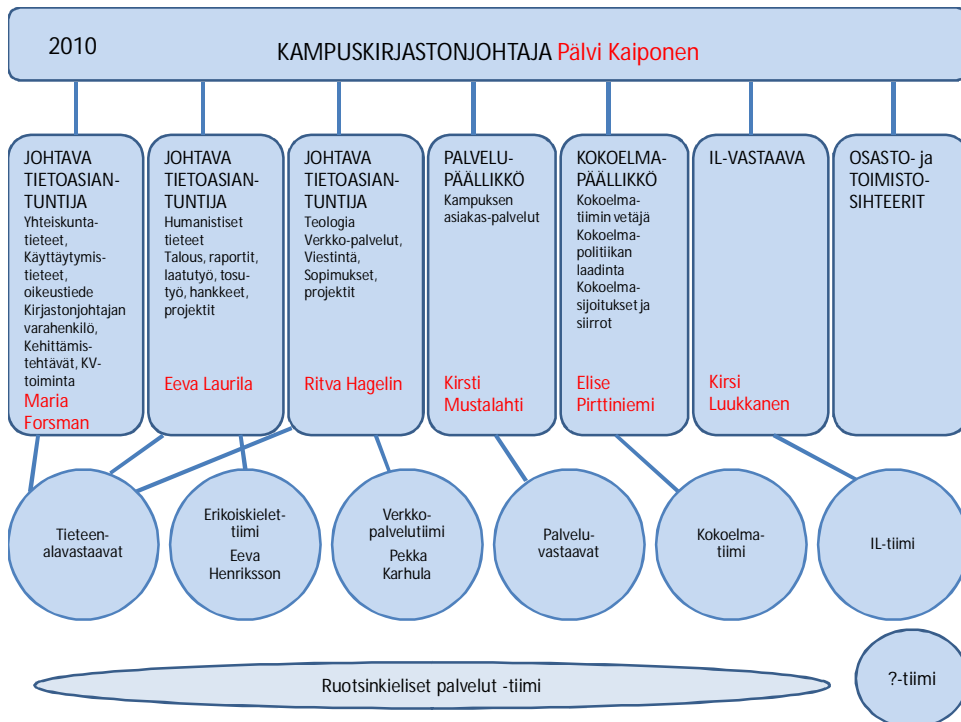 2010
KAMPUSKIRJASTONJOHTAJA Pälvi Kaiponen
JOHTAVA
TIETOASIAN-
TUNTIJA
Yhteiskunta-
tieteet,
Käyttäytymis-
tieteet,
oikeustiede
Kirjastonjohtajan
varahenkilö,
Kehittämis-
tehtävät, KV-
toiminta
Maria
Forsman
JOHTAVA
TIETOASIAN-
TUNTIJA
Humanistiset
tieteet
Talous, raportit,
laatutyö, tosu-
työ, hankkeet,
projektit
Eeva Laurila
JOHTAVA
TIETOASIAN-
TUNTIJA
Teologia
Verkko-palvelut,
Viestintä,
Sopimukset,
projektit
Ritva Hagelin
PALVELU-
PÄÄLLIKKÖ
Kampuksen
asiakas-palvelut
Kirsti
Mustalahti
KOKOELMA-
PÄÄLLIKKÖ
Kokoelma-
tiimin vetäjä
Kokoelma-
politiikan
laadinta
Kokoelma-
sijoitukset ja
siirrot
Elise
Pirttiniemi
IL-VASTAAVA
Kirsi
Luukkanen
OSASTO- ja
TOIMISTO-
SIHTEERIT
Tieteen-
alavastaavat
Erikoiskielet-
tiimi
Eeva
Henriksson
Verkko-
palvelutiimi
Pekka
Karhula
Palvelu-
vastaavat
Kokoelma-
tiimi
IL-tiimi
Ruotsinkieliset palvelut -tiimi
?-tiimi